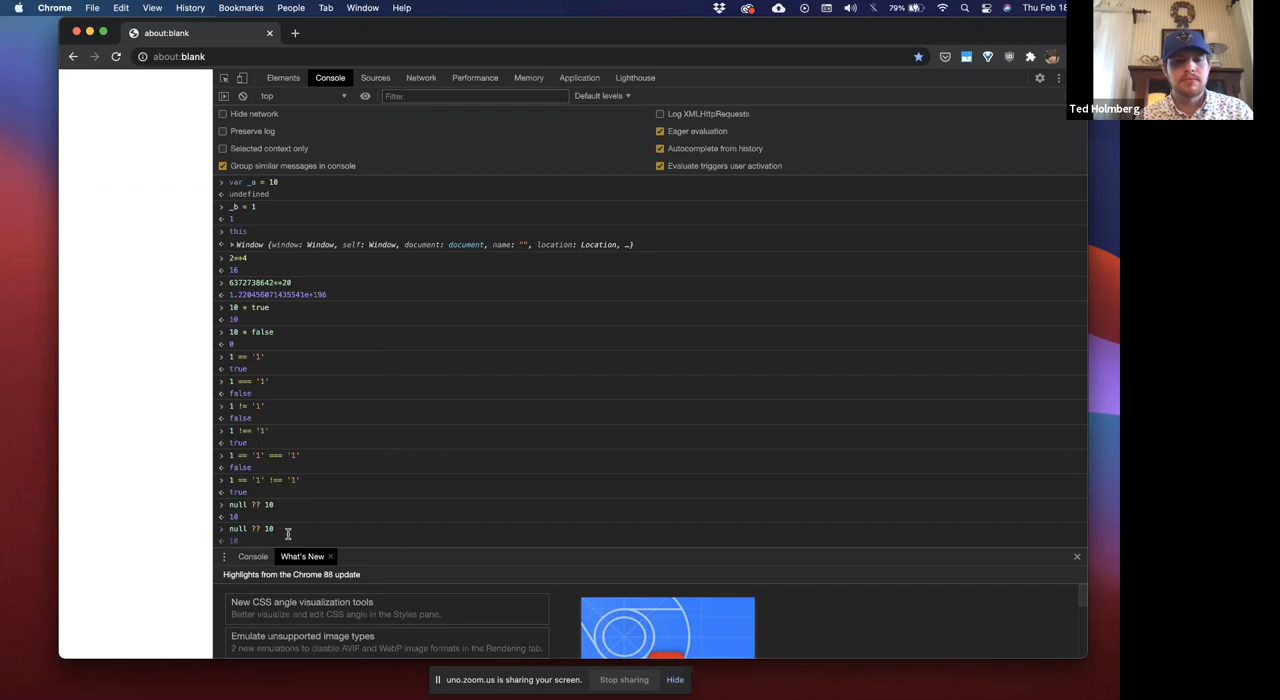 Chrome File Edit View History Bookmarks People Tab Window Help 79% Thu Feb 18
about:blank
about:blank
Ted Holmberg
Elements Console Sources Network Performance Memory Application Lighthouse
top Filter Default levels
Hide network Log XMLHttpRequests
Preserve log Eager evaluation
Selected context only Autocomplete from history
Group similar messages in console Evaluate triggers user activation
var _a = 10
undefined
_b = 1
1
this
Window {window: Window, self: Window, document: document, name: "", location: Location, …}
2**4
16
6372738642**20
1.220456071435541e+196
10 * true
10
10 * false
0
1 == '1'
true
1 === '1'
false
1 != '1'
false
1 !== '1'
true
1 == '1' === '1'
false
1 == '1' !== '1'
true
null ?? 10
10
null ?? 10
10
Console What's New
Highlights from the Chrome 88 update
New CSS angle visualization tools
Better visualize and edit CSS angle in the Styles pane.
Emulate unsupported image types
2 new emulations to disable AVIF and WebP image formats in the Rendering tab.
uno.zoom.us is sharing your screen. Stop sharing Hide